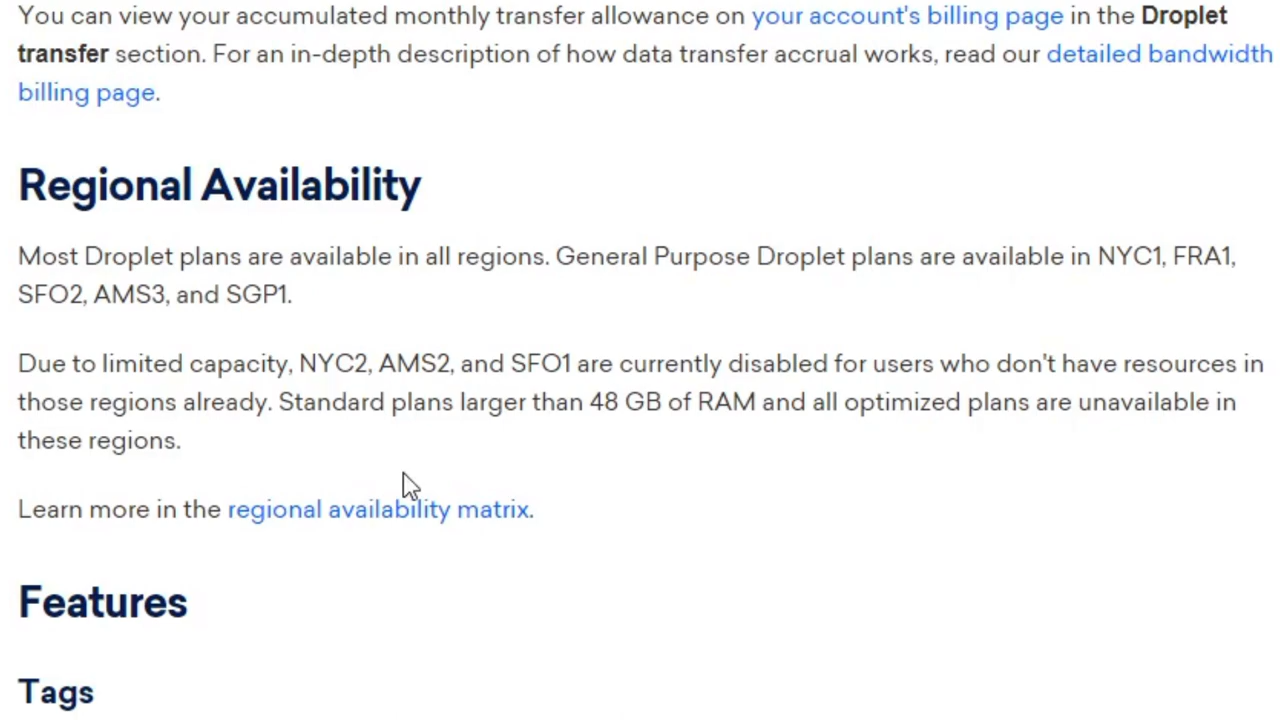 You can view your accumulated monthly transfer allowance on your account's billing page in the Droplet
transfer section. For an in-depth description of how data transfer accrual works, read our detailed bandwidth
billing page.
Regional Availability
Most Droplet plans are available in all regions. General Purpose Droplet plans are available in NYC1, FRA1,
SFO2, AMS3, and SGP1.
Due to limited capacity, NYC2, AMS2, and SFO1 are currently disabled for users who don't have resources in
those regions already. Standard plans larger than 48 GB of RAM and all optimized plans are unavailable in
these regions.
Learn more in the regional availability matrix.
Features
Tags